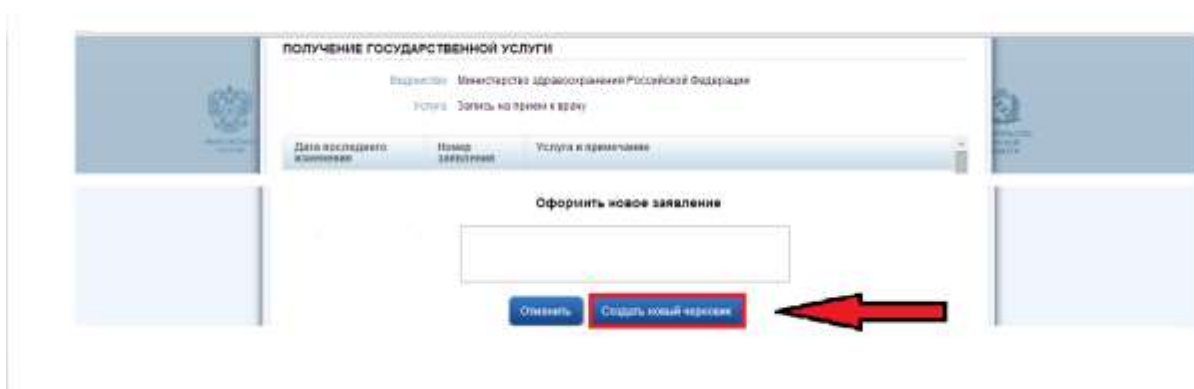 ПОЛУЧЕНИЕ ГОСУДАРСТВЕННОЙ УСЛУГИ
Ведомство Министерство здравоохранения Российской Федерации
Услуга Запись на прием к врачу
Дата последнего изменения Номер заявления Услуга и примечание
Оформить новое заявление
Отменить Создать новый черновик